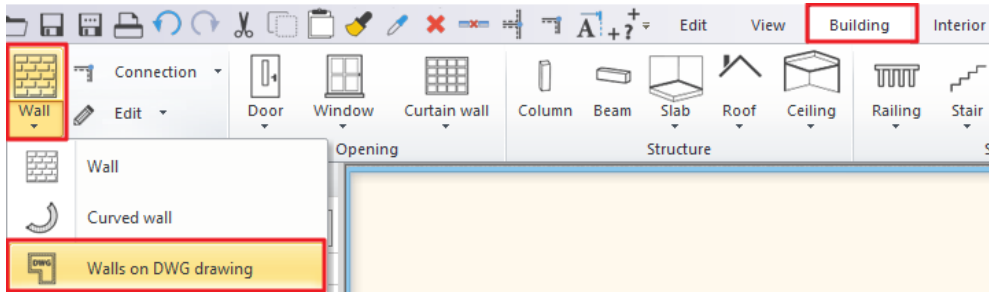 A + ?
Edit View Building Interior
Wall Connection Edit Door Window Curtain wall Column Beam Slab Roof Ceiling Railing Stair
Opening Structure
Wall
Curved wall
DWG
Walls on DWG drawing